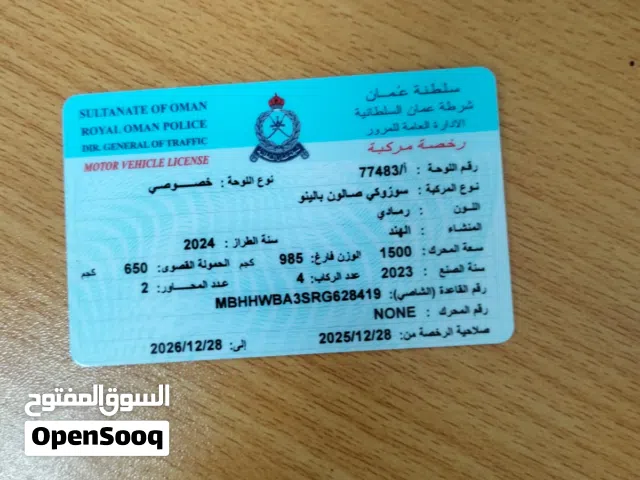 SULTANATE OF OMAN
ROYAL OMAN POLICE
DIR. GENERAL OF TRAFFIC
MOTOR VEHICLE LICENSE
سلطنة عمان
شرطة عمان السلطانية
الإدارة العامة للمرور
رخصة مركبة
رقم اللوحة : أ/77483 نوع اللوحة : خصوصي
نوع المركبة : سوزوكي صالون بالينو
اللون : رمادي
المنشاء : الهند سنة الطراز : 2024
سعة المحرك : 1500 الوزن فارغ: 985 كجم الحمولة القصوى: 650 كجم
سنة الصنع : 2023 عدد الركاب: 4 عدد المحاور: 2
رقم القاعدة (الشاصي): MBHHWBA3SRG628419
رقم المحرك : NONE
صلاحية الرخصة من: 2025/12/28 إلى: 2026/12/28
السوق المفتوح
OpenSooq